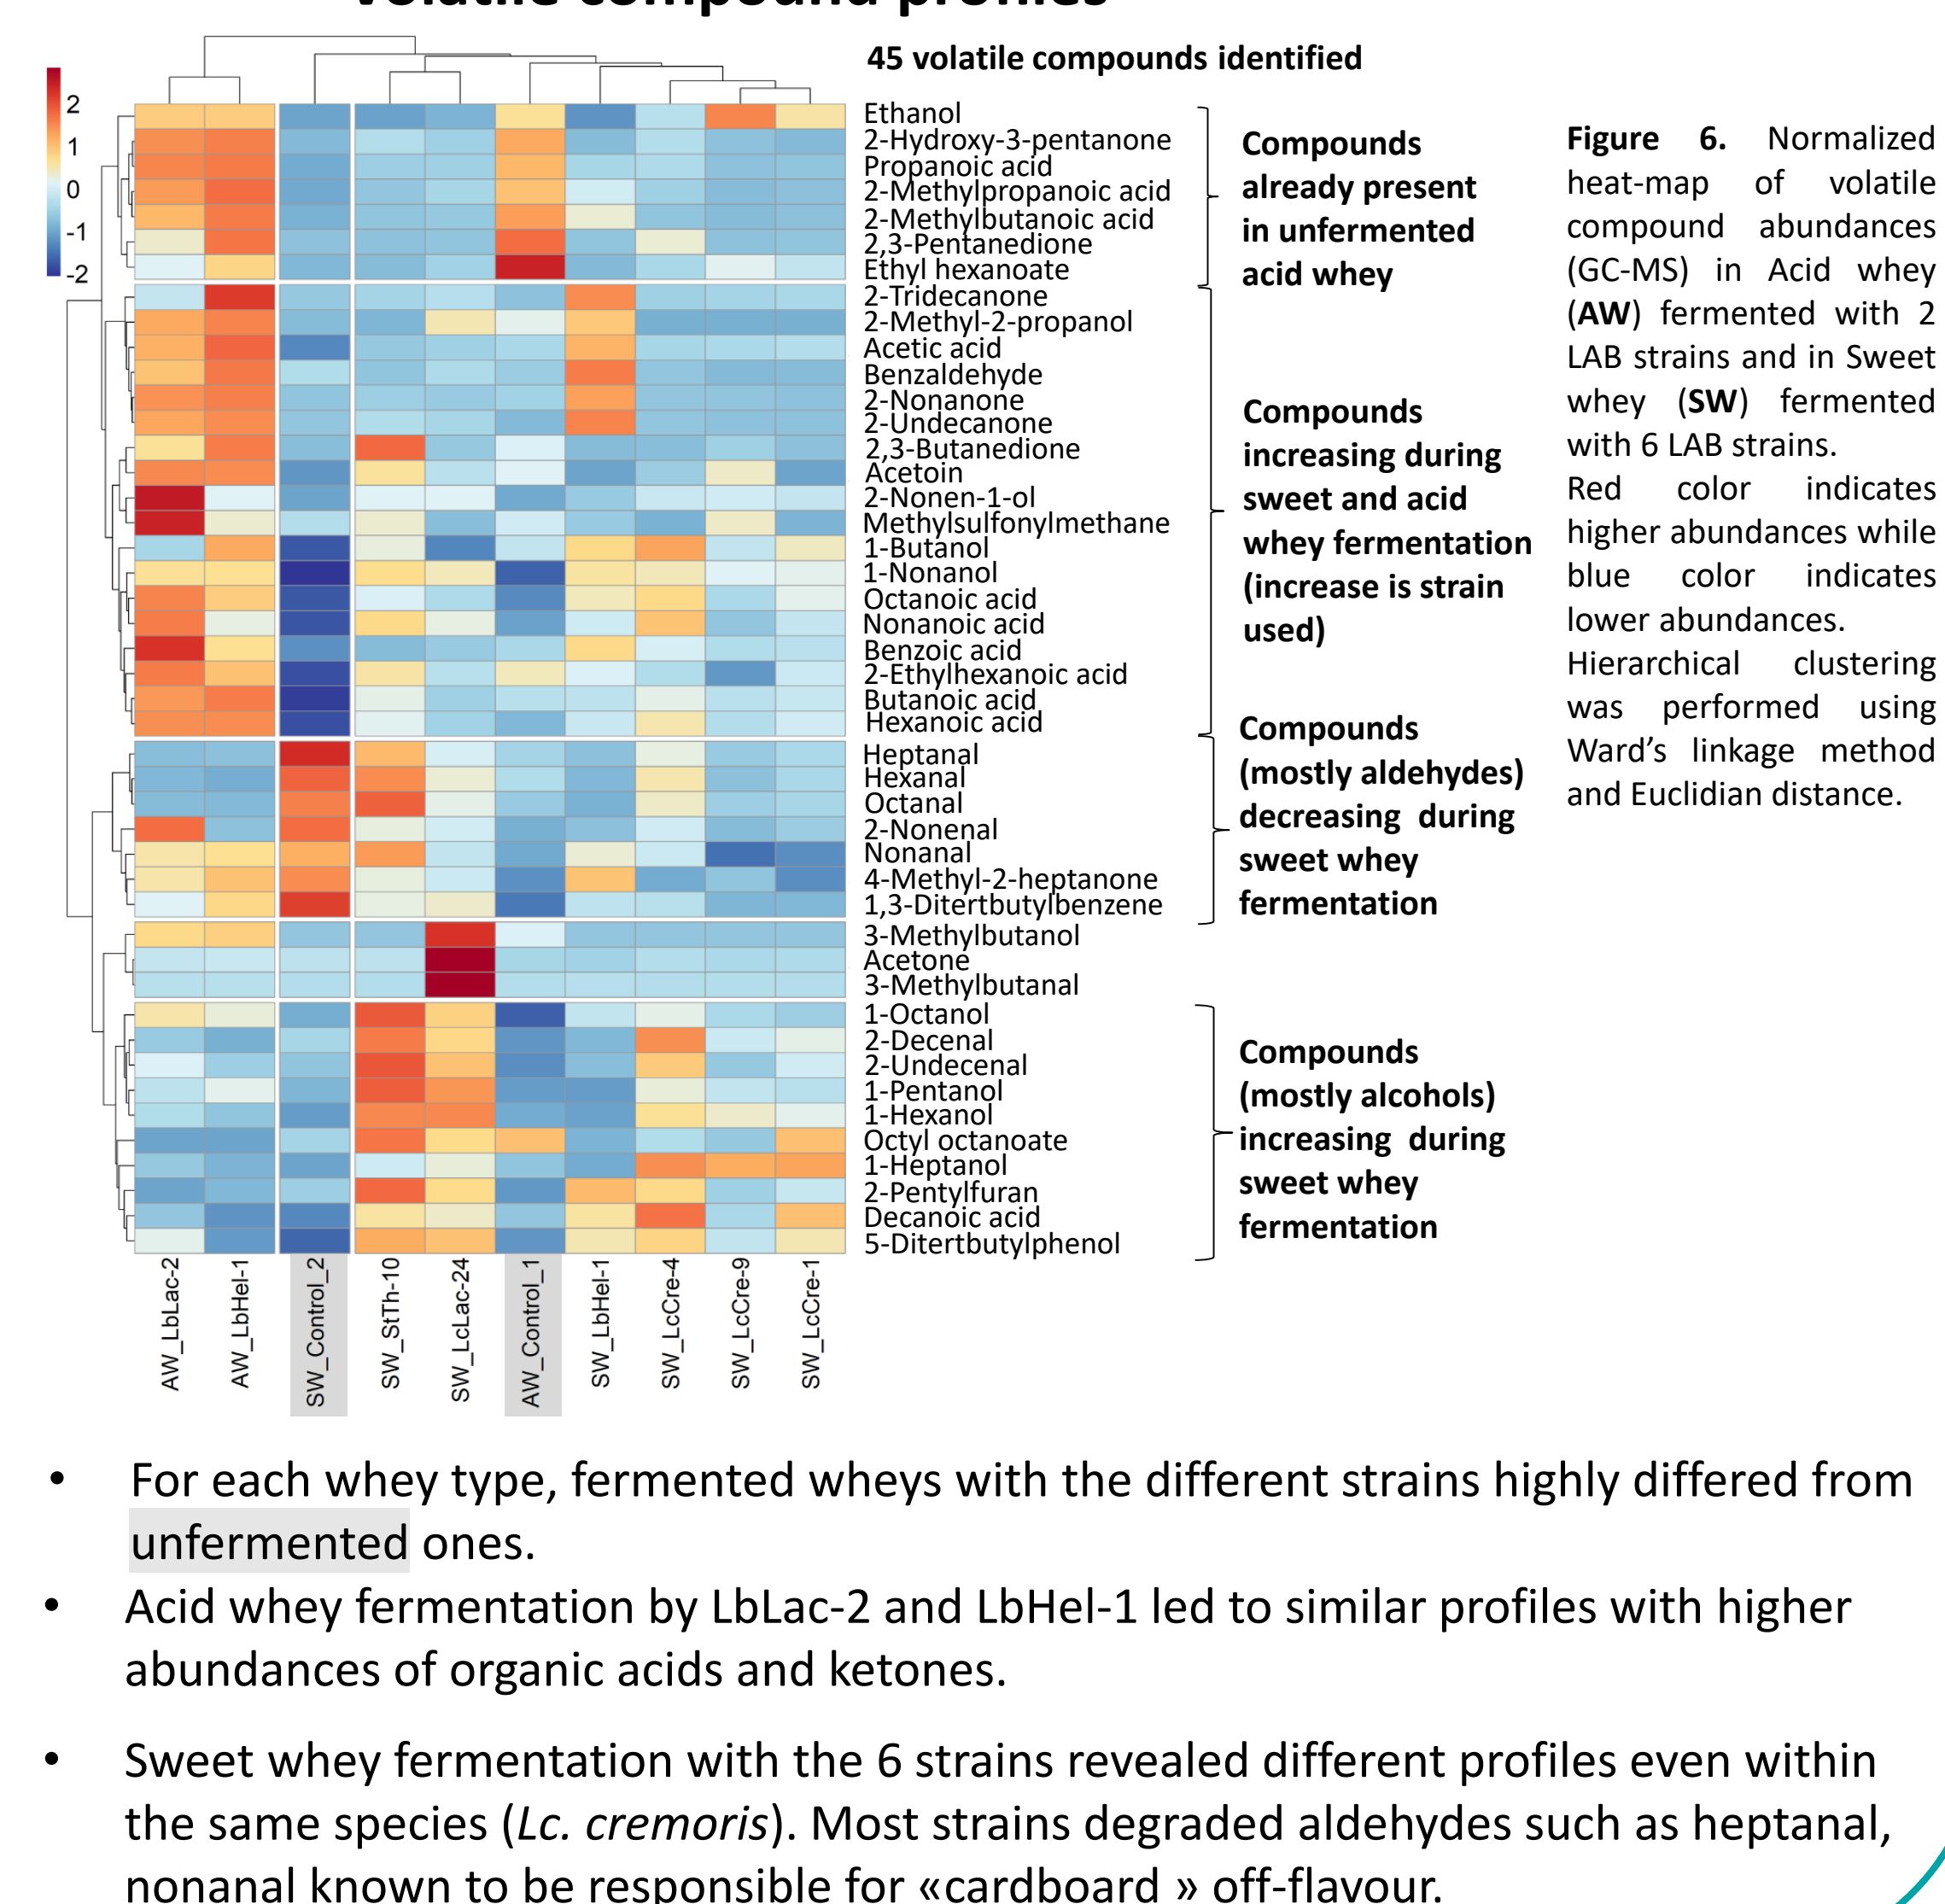 Volatile compound profiles
45 volatile compounds identified
2
1
0
-1
-2
Ethanol
2-Hydroxy-3-pentanone
Propanoic acid
2-Methylpropanoic acid
2-Methylbutanoic acid
2,3-Pentanedione
Ethyl hexanoate
2-Tridecanone
2-Methyl-2-propanol
Acetic acid
Benzaldehyde
2-Nonanone
2-Undecanone
2,3-Butanedione
Acetoin
2-Nonen-1-ol
Methylsulfonylmethane
1-Butanol
1-Nonanol
Octanoic acid
Nonanoic acid
Benzoic acid
2-Ethylhexanoic acid
Butanoic acid
Hexanoic acid
Heptanal
Hexanal
Octanal
2-Nonenal
Nonanal
4-Methyl-2-heptanone
1,3-Ditertbutylbenzene
3-Methylbutanol
Acetone
3-Methylbutanal
1-Octanol
2-Decenal
2-Undecenal
1-Pentanol
1-Hexanol
Octyl octanoate
1-Heptanol
2-Pentylfuran
Decanoic acid
5-Ditertbutylphenol
Compounds
already present
in unfermented
acid whey
Compounds
increasing during
sweet and acid
whey fermentation
(increase is strain
used)
Compounds
(mostly aldehydes)
decreasing during
sweet whey
fermentation
Compounds
(mostly alcohols)
increasing during
sweet whey
fermentation
Figure 6. Normalized
heat-map of volatile
compound abundances
(GC-MS) in Acid whey
(AW) fermented with 2
LAB strains and in Sweet
whey (SW) fermented
with 6 LAB strains.
Red color indicates
higher abundances while
blue color indicates
lower abundances.
Hierarchical clustering
was performed using
Ward's linkage method
and Euclidian distance.
AW_LbLac-2
AW_LbHel-1
SW_Control_2
SW_StTh-10
SW_LcLac-24
AW_Control_1
SW_LbHel-1
SW_LcCre-4
SW_LcCre-9
SW_LcCre-1
• For each whey type, fermented wheys with the different strains highly differed from
unfermented ones.
• Acid whey fermentation by LbLac-2 and LbHel-1 led to similar profiles with higher
abundances of organic acids and ketones.
• Sweet whey fermentation with the 6 strains revealed different profiles even within
the same species (Lc. cremoris). Most strains degraded aldehydes such as heptanal,
nonanal known to be responsible for «cardboard » off-flavour.